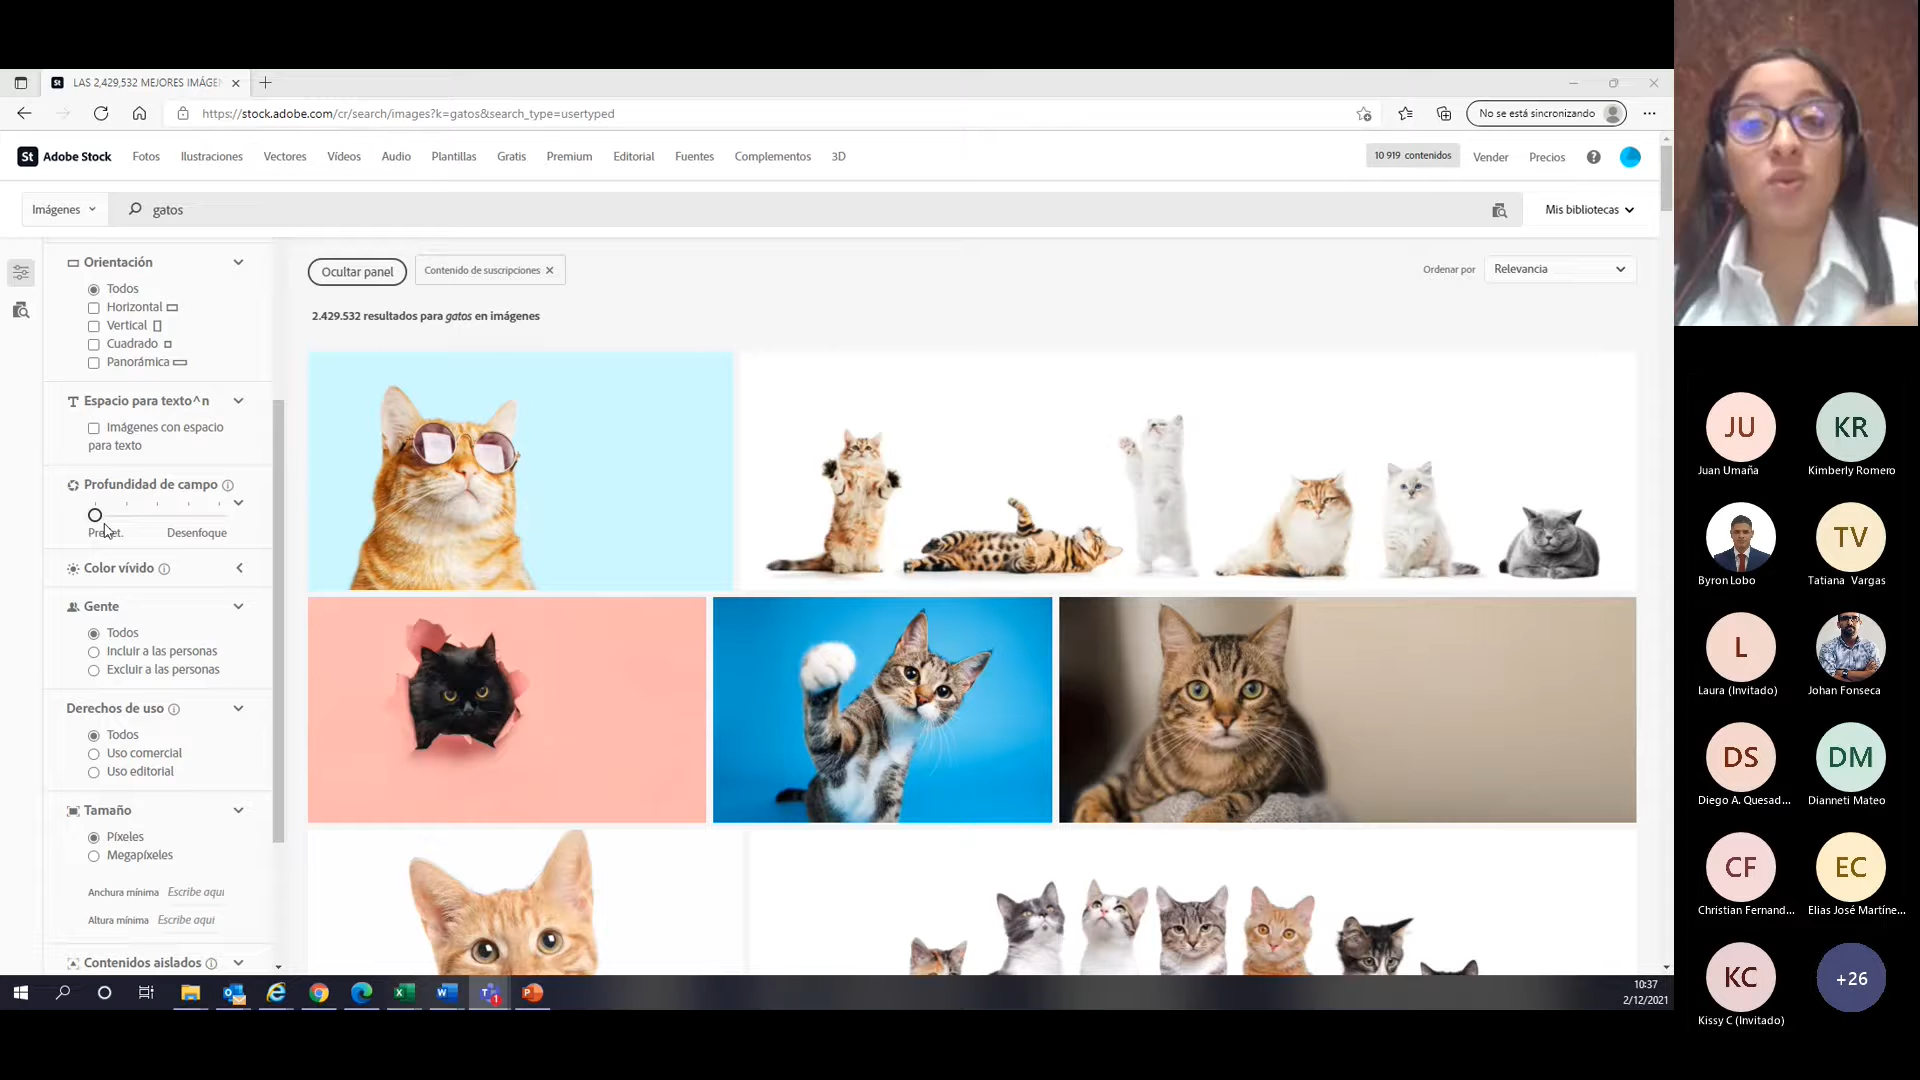 LAS 2,429,532 MEJORES IMÁGE
https://stock.adobe.com/cr/search/images?k=gatos&search_type=usertyped
No se está sincronizando
St Adobe Stock
Fotos
Ilustraciones
Vectores
Vídeos
Audio
Plantillas
Gratis
Premium
Editorial
Fuentes
Complementos
3D
10 919 contenidos
Vender
Precios
Imágenes
gatos
Mis bibliotecas
Orientación
Todos
Horizontal
Vertical
Cuadrado
Panorámica
Espacio para texto^n
Imágenes con espacio
para texto
Profundidad de campo
Desenfoque
Color vívido
Gente
Todos
Incluir a las personas
Excluir a las personas
Derechos de uso
Todos
Uso comercial
Uso editorial
Tamaño
Píxeles
Megapíxeles
Anchura mínima Escribe aquí
Altura mínima Escribe aquí
Contenidos aislados
Ocultar panel
Contenido de suscripciones
Ordenar por
Relevancia
2.429.532 resultados para gatos en imágenes
10:37
2/12/2021
JU
Juan Umaña
KR
Kimberly Romero
Byron Lobo
TV
Tatiana Vargas
L
Laura (Invitado)
Johan Fonseca
DS
Diego A. Quesad...
DM
Dianneti Mateo
CF
Christian Fernand...
EC
Elias José Martíne...
KC
Kissy C (Invitado)
+26